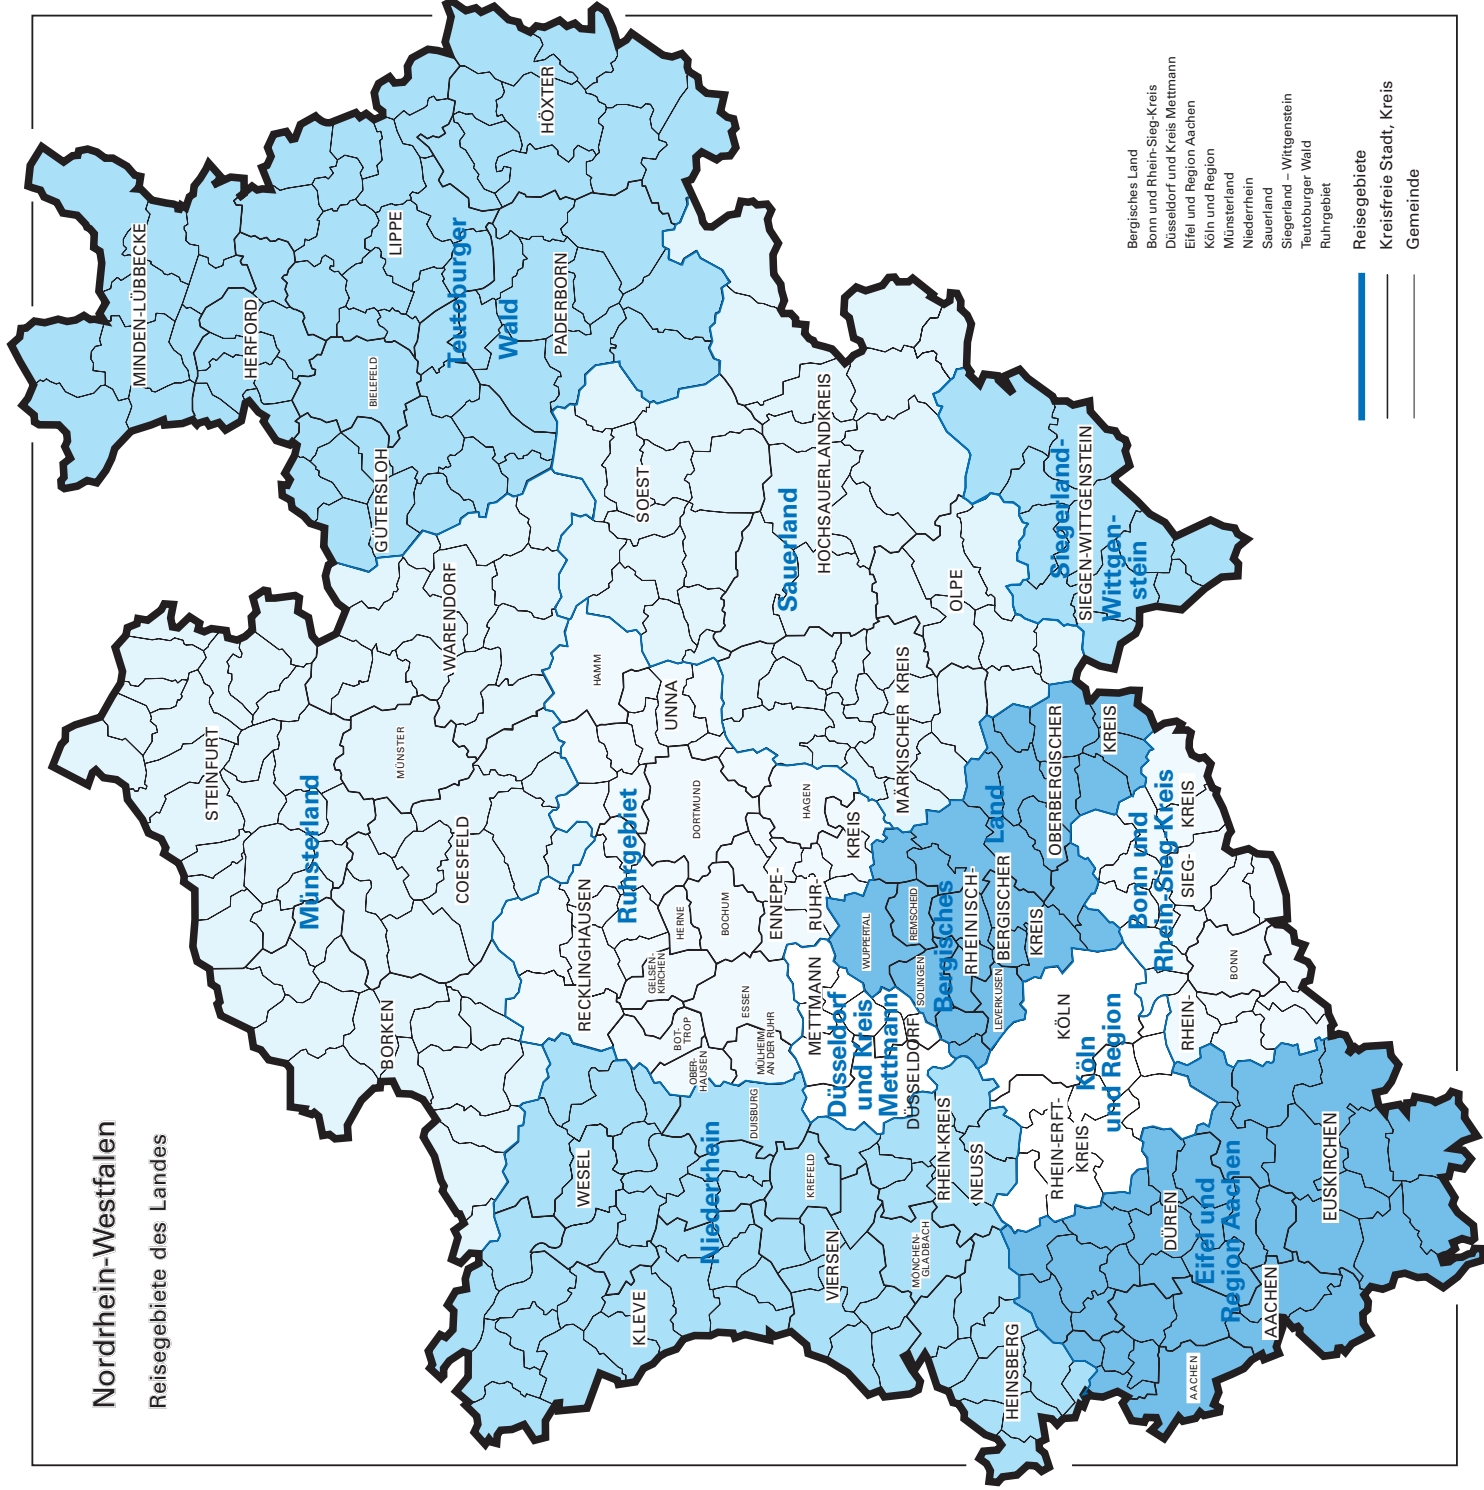 Nordrhein-Westfalen
Reisegebiete des Landes
MINDEN-LÜBBECKE
HERFORD
BIELEFELD
GÜTERSLOH
LIPPE
HÖXTER
PADERBORN
Teutoburger
Wald
STEINFURT
Münsterland
MÜNSTER
WARENDORF
COESFELD
BORKEN
RECKLINGHAUSEN
Ruhrgebiet
HAMM
UNNA
DORTMUND
HERNE
BOCHUM
GELSEN-
KIRCHEN
BOT-
TROP
OBER-
HAUSEN
ESSEN
MÜLHEIM
AN DER RUHR
HAGEN
ENNEPE-
RUHR-
KREIS
SOEST
Sauerland
HOCHSAUERLANDKREIS
MÄRKISCHER KREIS
OLPE
Siegerland-
SIEGEN-WITTGENSTEIN
Wittgen-
stein
KLEVE
WESEL
Niederrhein
DUISBURG
KREFELD
VIERSEN
MÖNCHEN-
GLADBACH
RHEIN-KREIS
NEUSS
HEINSBERG
METTMANN
Düsseldorf
und Kreis
Mettmann
DÜSSELDORF
WUPPERTAL
REMSCHEID
SOLINGEN
Bergisches
Land
RHEINISCH-
BERGISCHER
KREIS
LEVERKUSEN
OBERBERGISCHER
KREIS
KÖLN
Köln
und Region
RHEIN-ERFT-
KREIS
Bonn und
Rhein-Sieg-Kreis
RHEIN-
SIEG-
KREIS
BONN
DÜREN
Eifel und
Region Aachen
AACHEN
AACHEN
EUSKIRCHEN
Bergisches Land
Bonn und Rhein-Sieg-Kreis
Düsseldorf und Kreis Mettmann
Eifel und Region Aachen
Köln und Region
Münsterland
Niederrhein
Sauerland
Siegerland – Wittgenstein
Teutoburger Wald
Ruhrgebiet
Reisegebiete
Kreisfreie Stadt, Kreis
Gemeinde